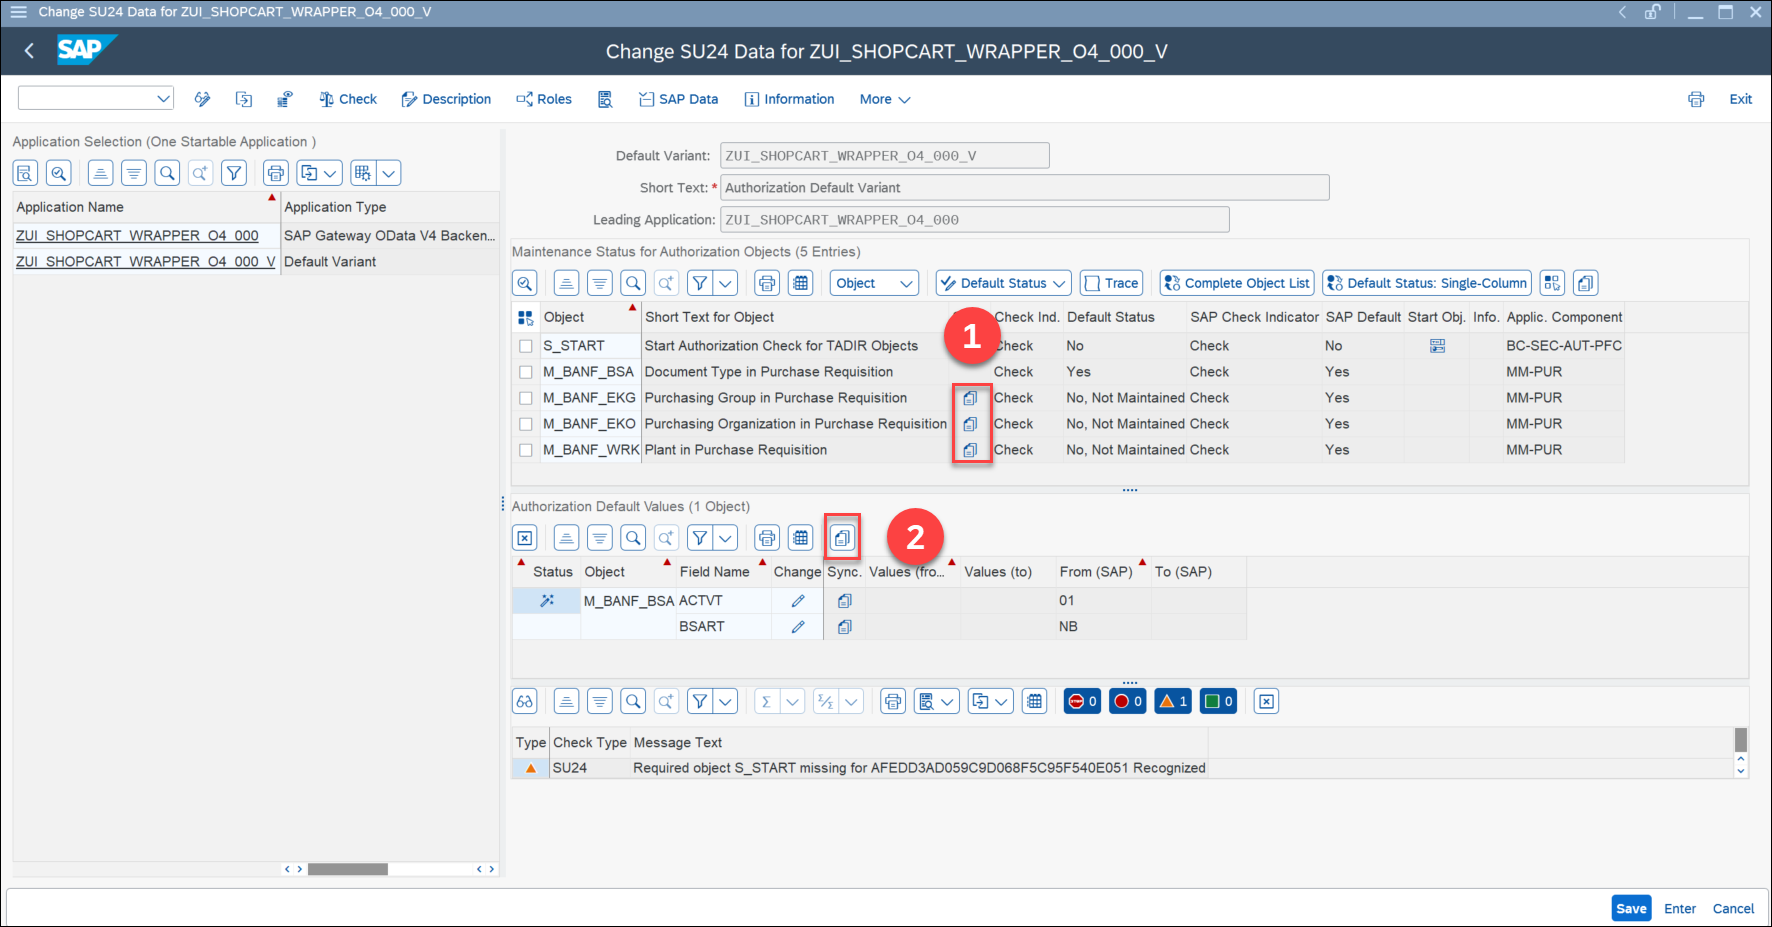 Change SU24 Data for ZUI_SHOPCART_WRAPPER_O4_000_V
SAP
Change SU24 Data for ZUI_SHOPCART_WRAPPER_O4_000_V
Check Description Roles SAP Data Information More Exit
Application Selection (One Startable Application )
Application Name Application Type
ZUI_SHOPCART_WRAPPER_O4_000 SAP Gateway OData V4 Backen...
ZUI_SHOPCART_WRAPPER_O4_000_V Default Variant
Default Variant: ZUI_SHOPCART_WRAPPER_O4_000_V
Short Text: * Authorization Default Variant
Leading Application: ZUI_SHOPCART_WRAPPER_O4_000
Maintenance Status for Authorization Objects (5 Entries)
Object Default Status Trace Complete Object List Default Status: Single-Column
Object Short Text for Object Check Ind. Default Status SAP Check Indicator SAP Default Start Obj. Info. Applic. Component
1
S_START Start Authorization Check for TADIR Objects Check No Check No BC-SEC-AUT-PFC
M_BANF_BSA Document Type in Purchase Requisition Check Yes Check Yes MM-PUR
M_BANF_EKG Purchasing Group in Purchase Requisition Check No, Not Maintained Check Yes MM-PUR
M_BANF_EKO Purchasing Organization in Purchase Requisition Check No, Not Maintained Check Yes MM-PUR
M_BANF_WRK Plant in Purchase Requisition Check No, Not Maintained Check Yes MM-PUR
Authorization Default Values (1 Object)
2
Status Object Field Name Change Sync. Values (fro... Values (to) From (SAP) To (SAP)
M_BANF_BSA ACTVT 01
BSART NB
STOP 0 0 1 0
Type Check Type Message Text
SU24 Required object S_START missing for AFEDD3AD059C9D068F5C95F540E051 Recognized
Save Enter Cancel